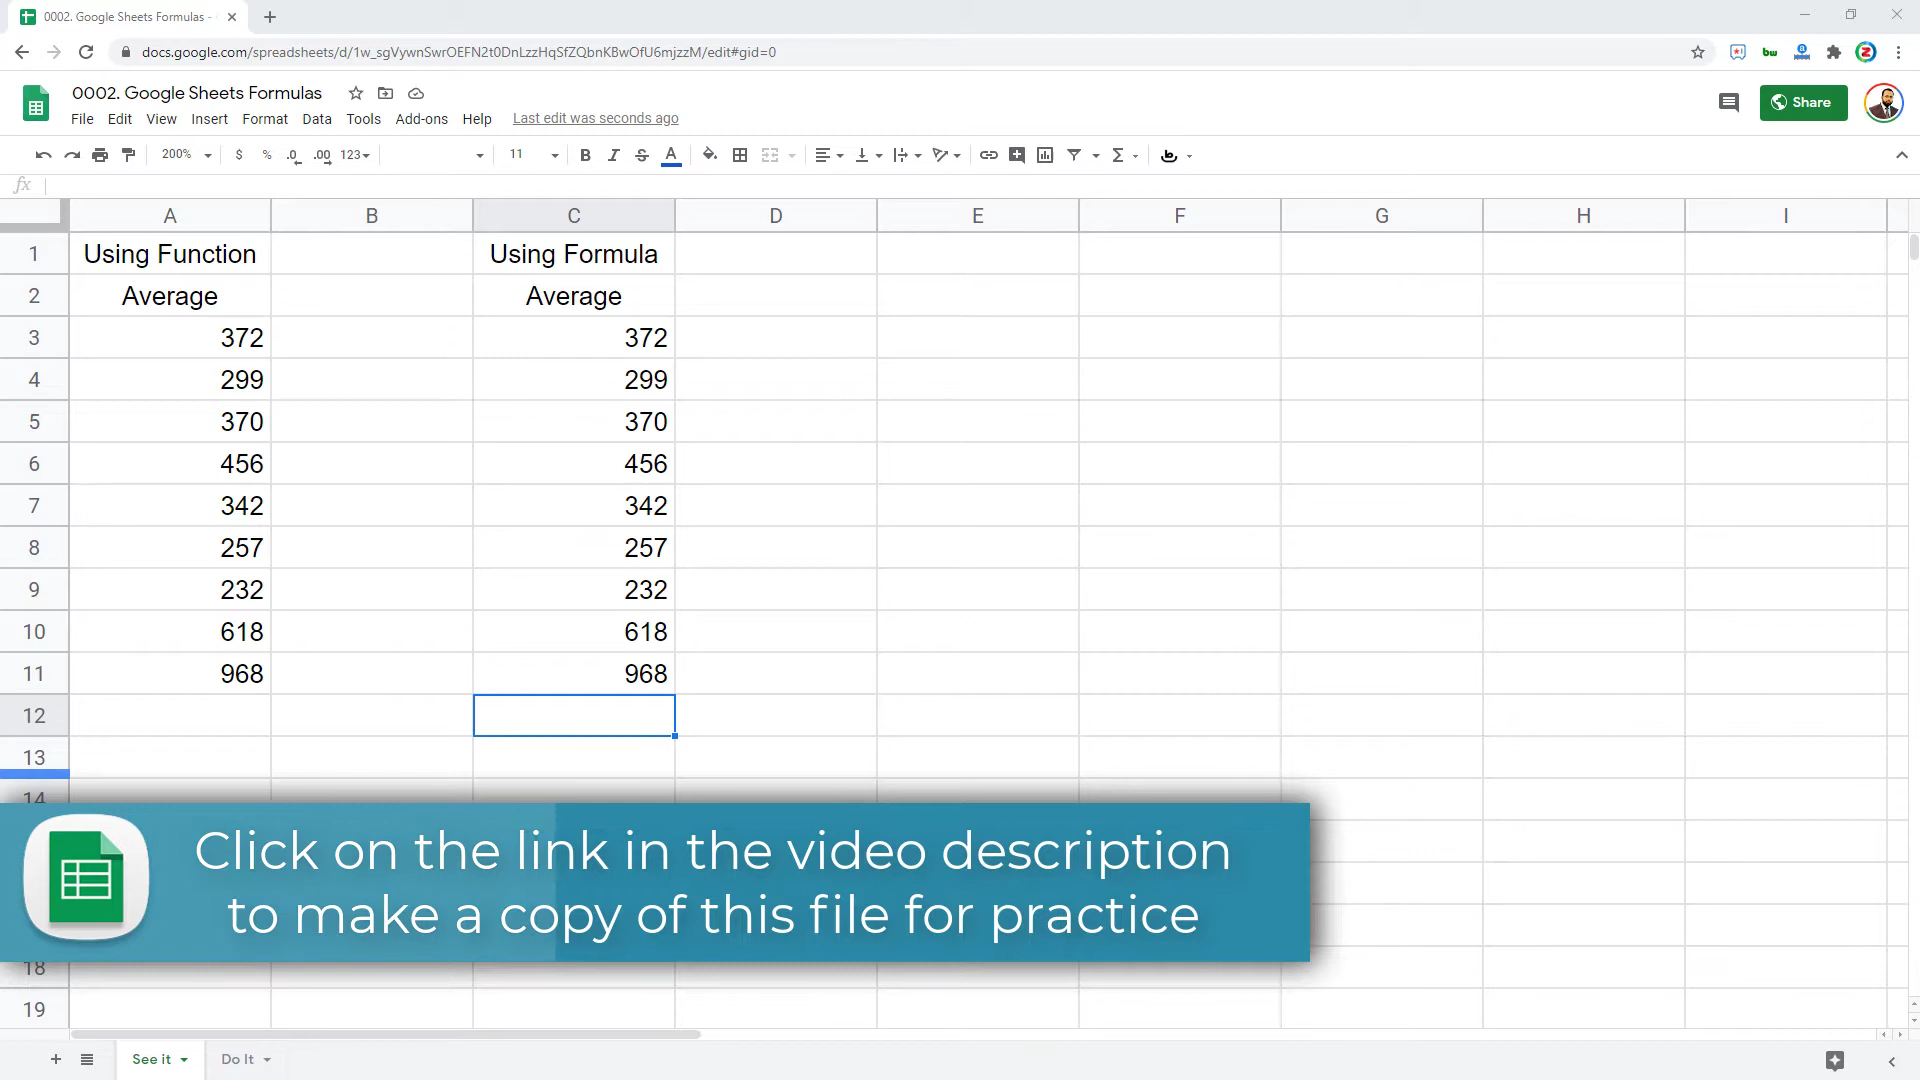 0002. Google Sheets Formulas -
docs.google.com/spreadsheets/d/1w_sgVywnSwrOEFN2t0DnLzzHqSfZQbnKBwOfU6mjzzM/edit#gid=0
0002. Google Sheets Formulas
File Edit View Insert Format Data Tools Add-ons Help Last edit was seconds ago
Share
200% $ % .0 .00 123 11 B I S A
fx
A B C D E F G H I
1 Using Function Using Formula
2 Average Average
3 372 372
4 299 299
5 370 370
6 456 456
7 342 342
8 257 257
9 232 232
10 618 618
11 968 968
12
13
14
Click on the link in the video description
to make a copy of this file for practice
18
19
See it Do It